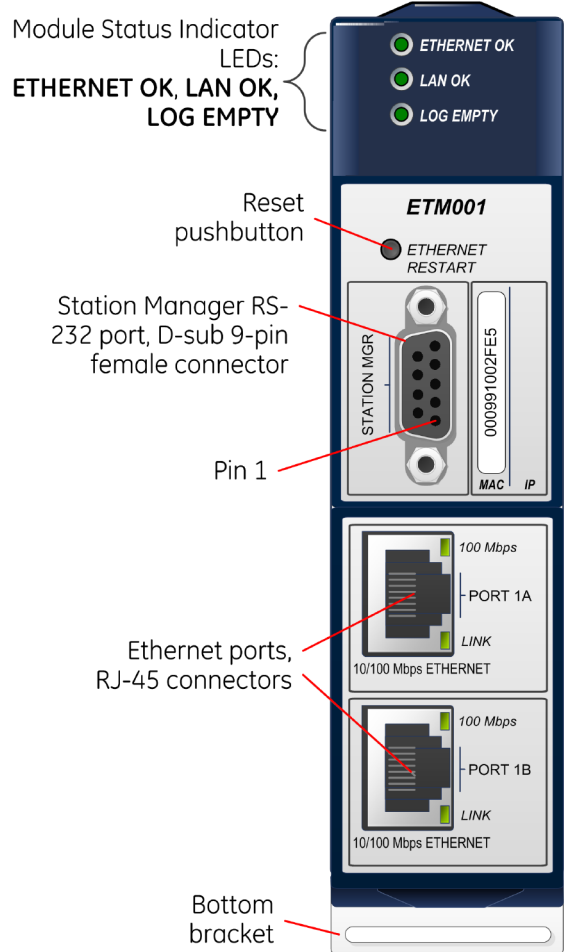 Module Status Indicator
LEDs:
ETHERNET OK, LAN OK,
LOG EMPTY
ETHERNET OK
LAN OK
LOG EMPTY
ETM001
Reset
pushbutton
ETHERNET
RESTART
Station Manager RS-
232 port, D-sub 9-pin
female connector
STATION MGR
000991002FE5
Pin 1
MAC
IP
100 Mbps
PORT 1A
LINK
10/100 Mbps ETHERNET
Ethernet ports,
RJ-45 connectors
100 Mbps
PORT 1B
LINK
10/100 Mbps ETHERNET
Bottom
bracket